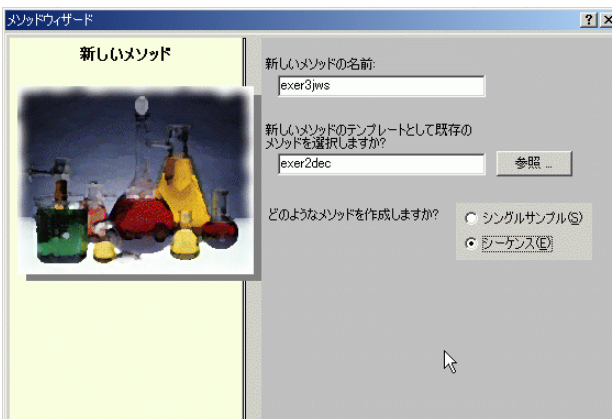 メソッドウィザード
新しいメソッド
新しいメソッドの名前:
exer3jws
新しいメソッドのテンプレートとして既存の
メソッドを選択しますか?
exer2dec
参照 ...
どのようなメソッドを作成しますか?
シングルサンプル(S)
シーケンス(E)